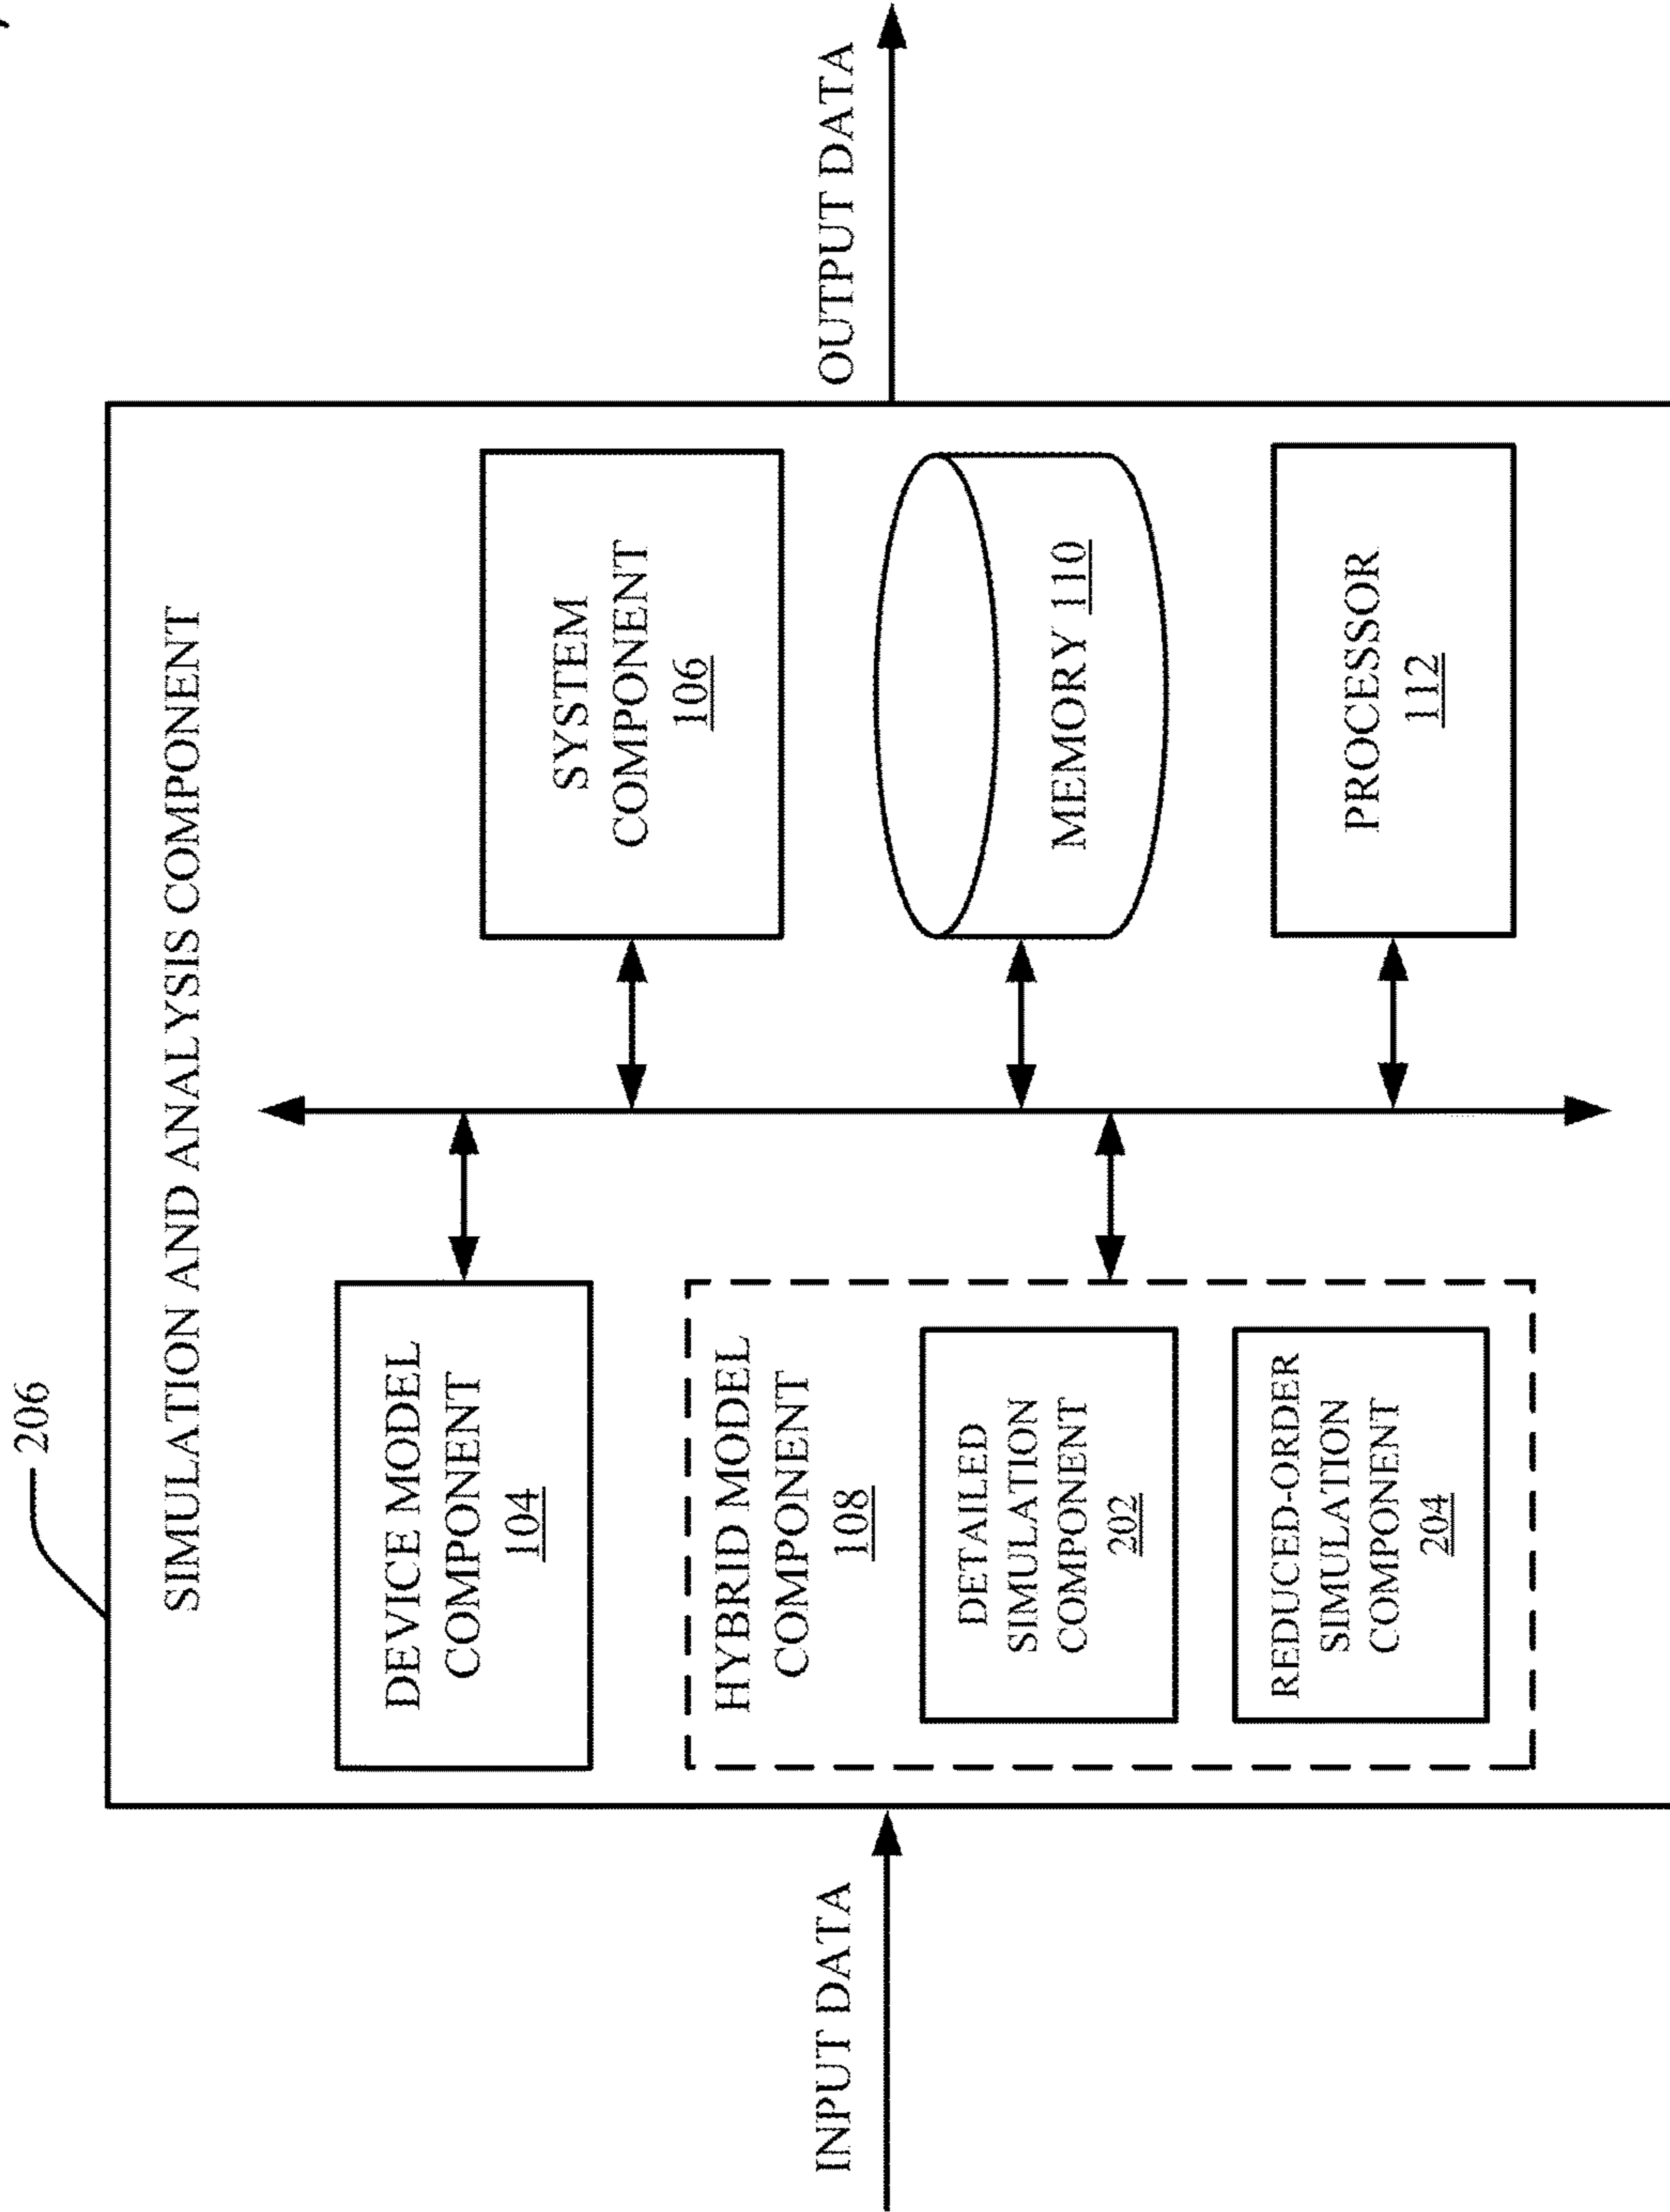 206
SIMULATION AND ANALYSIS COMPONENT
DEVICE MODEL
COMPONENT
104
SYSTEM
COMPONENT
106
HYBRID MODEL
COMPONENT
108
DETAILED
SIMULATION
COMPONENT
202
REDUCED-ORDER
SIMULATION
COMPONENT
204
MEMORY 110
PROCESSOR
112
INPUT DATA
OUTPUT DATA